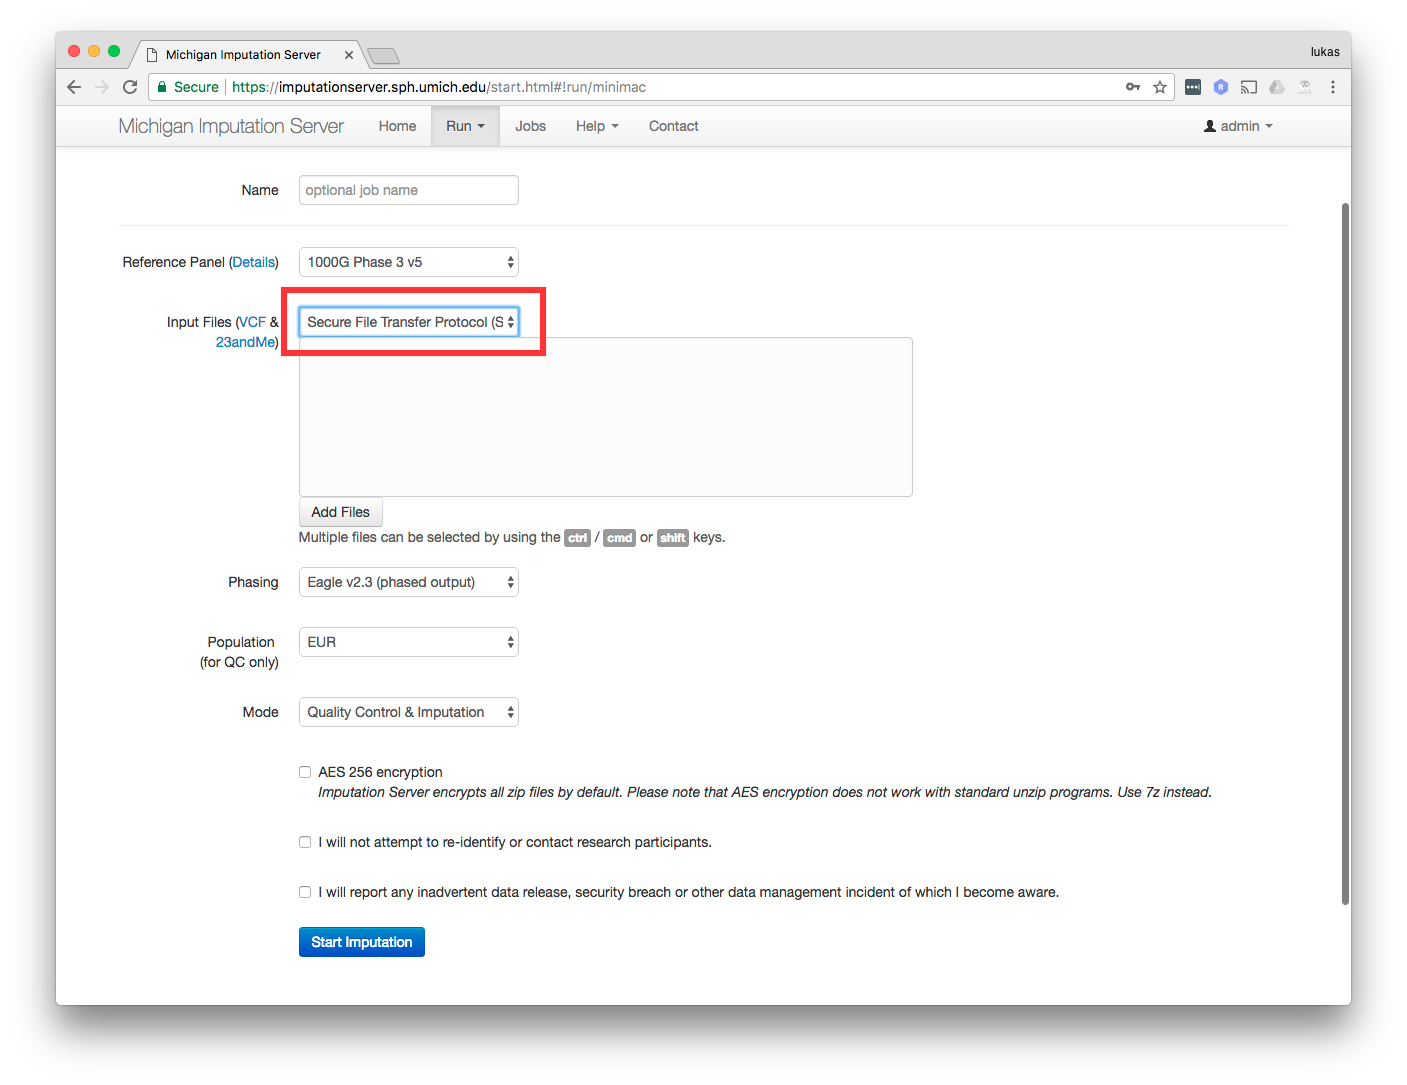 Michigan Imputation Server
lukas
Secure https://imputationserver.sph.umich.edu/start.html#!run/minimac
Michigan Imputation Server Home Run Jobs Help Contact admin
Name optional job name
Reference Panel (Details) 1000G Phase 3 v5
Input Files (VCF & Secure File Transfer Protocol (S
23andMe)
Add Files
Multiple files can be selected by using the ctrl / cmd or shift keys.
Phasing Eagle v2.3 (phased output)
Population EUR
(for QC only)
Mode Quality Control & Imputation
AES 256 encryption
Imputation Server encrypts all zip files by default. Please note that AES encryption does not work with standard unzip programs. Use 7z instead.
I will not attempt to re-identify or contact research participants.
I will report any inadvertent data release, security breach or other data management incident of which I become aware.
Start Imputation